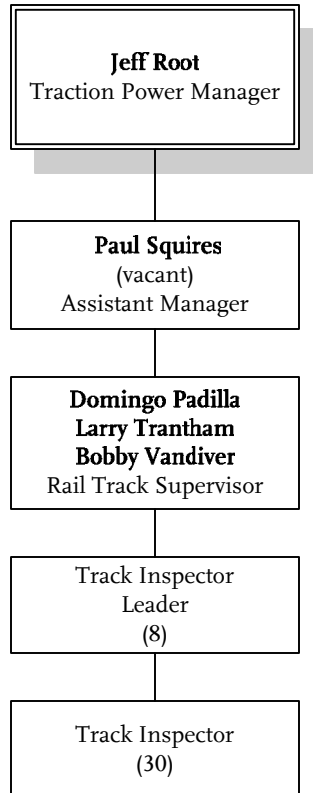 Jeff Root
Traction Power Manager
Paul Squires
(vacant)
Assistant Manager
Domingo Padilla
Larry Trantham
Bobby Vandiver
Rail Track Supervisor
Track Inspector
Leader
(8)
Track Inspector
(30)